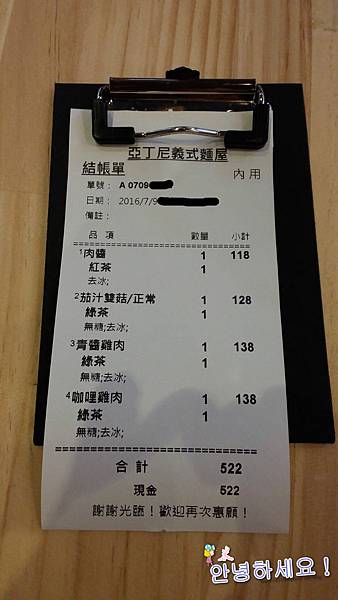 亞丁尼義式麵屋
結帳單 內用
單號： A 0709
日期： 2016/7/9
備註：
品 項 數量 小計
1肉醬 1 118
紅茶 1
去冰;
2茄汁雙菇/正常 1 128
綠茶 1
無糖;去冰;
3青醬雞肉 1 138
綠茶 1
無糖;去冰;
4咖哩雞肉 1 138
綠茶 1
無糖;去冰;
合 計 522
現金 522
謝謝光臨！歡迎再次惠顧！
안녕하세요！